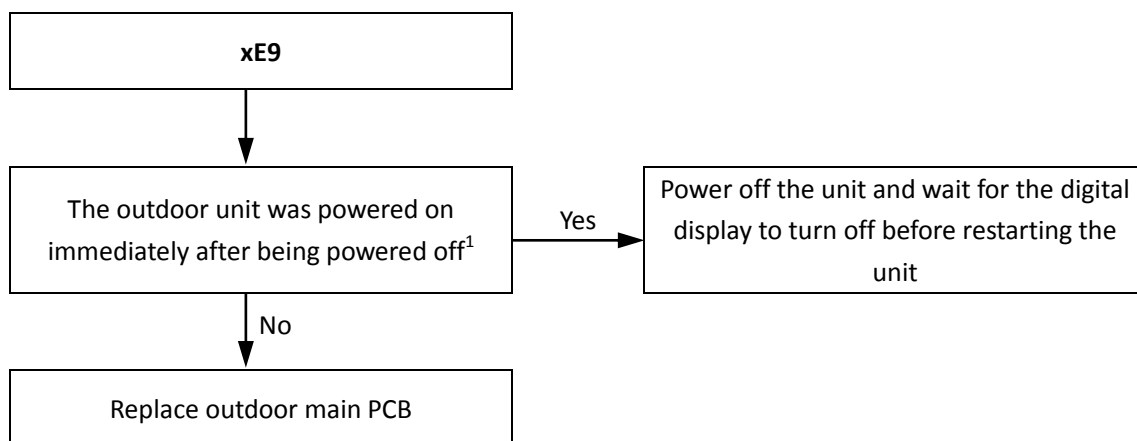 xE9
The outdoor unit was powered on
immediately after being powered off¹
Yes
Power off the unit and wait for the digital
display to turn off before restarting the
unit
No
Replace outdoor main PCB